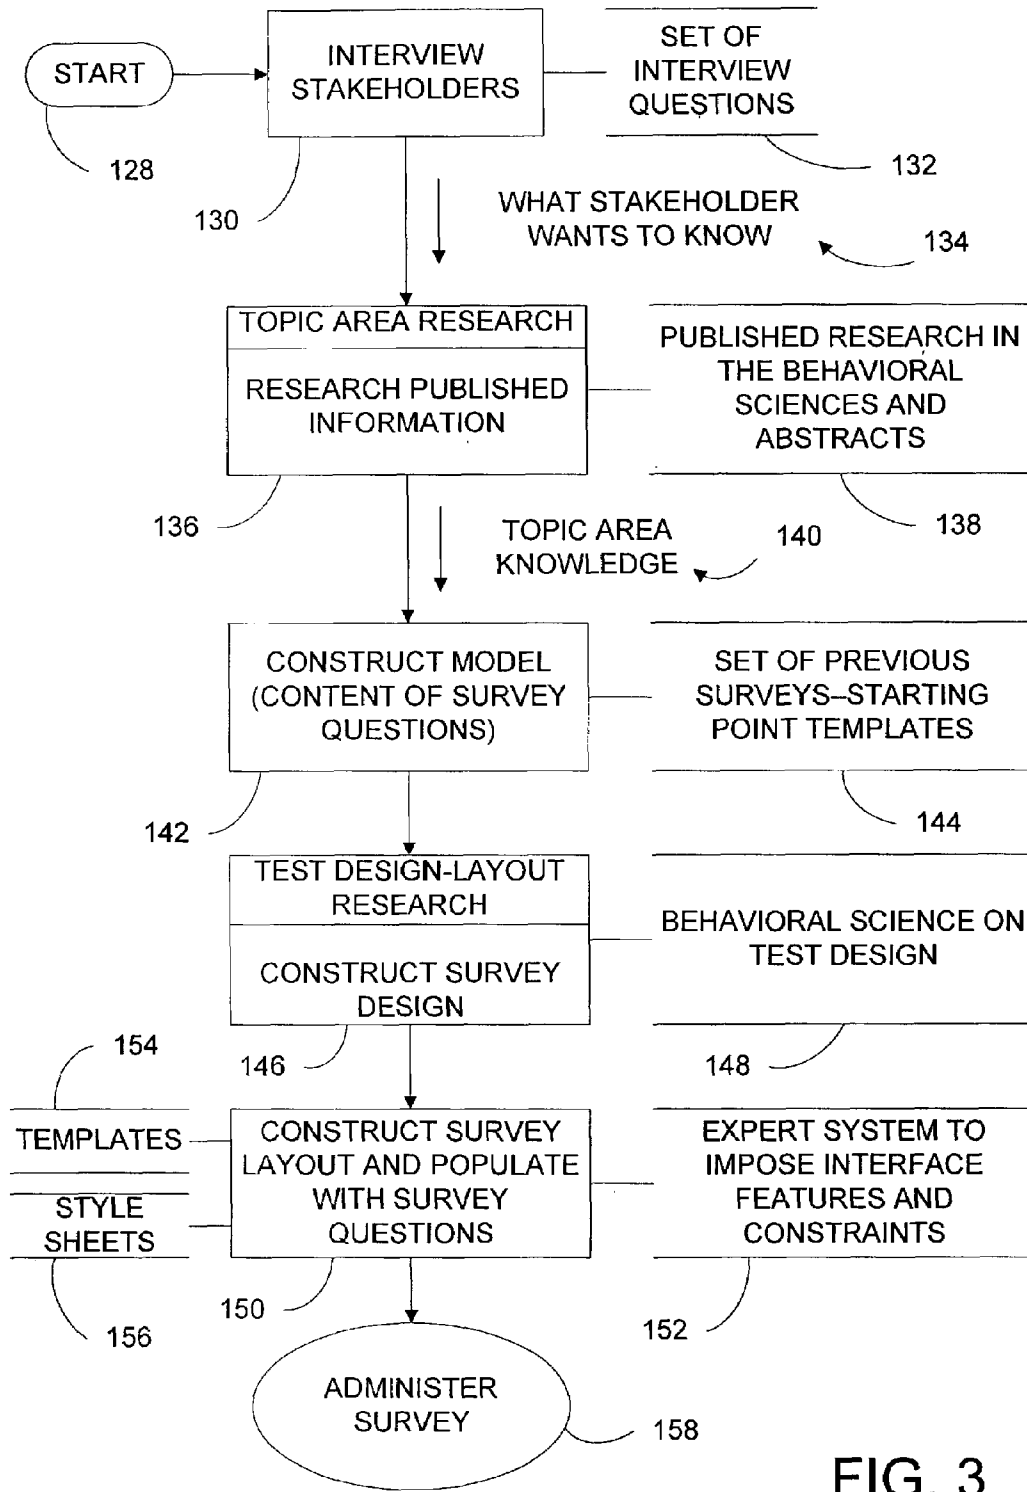 START
INTERVIEW
STAKEHOLDERS
SET OF
INTERVIEW
QUESTIONS
128
130
132
WHAT STAKEHOLDER
WANTS TO KNOW
134
TOPIC AREA RESEARCH
RESEARCH PUBLISHED
INFORMATION
PUBLISHED RESEARCH IN
THE BEHAVIORAL
SCIENCES AND
ABSTRACTS
136
138
TOPIC AREA
KNOWLEDGE
140
CONSTRUCT MODEL
(CONTENT OF SURVEY
QUESTIONS)
SET OF PREVIOUS
SURVEYS–STARTING
POINT TEMPLATES
142
144
TEST DESIGN-LAYOUT
RESEARCH
CONSTRUCT SURVEY
DESIGN
BEHAVIORAL SCIENCE ON
TEST DESIGN
146
148
154
TEMPLATES
STYLE
SHEETS
CONSTRUCT SURVEY
LAYOUT AND POPULATE
WITH SURVEY
QUESTIONS
EXPERT SYSTEM TO
IMPOSE INTERFACE
FEATURES AND
CONSTRAINTS
156
150
152
ADMINISTER
SURVEY
158
FIG. 3